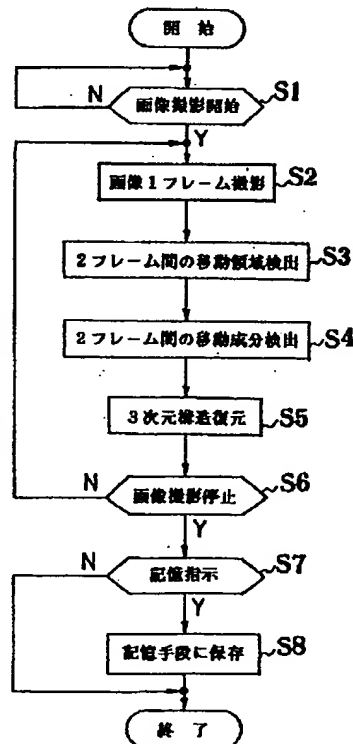 開始
N
画像撮影開始
S1
Y
画像1フレーム撮影
S2
2フレーム間の移動領域検出
S3
2フレーム間の移動成分検出
S4
3次元構造復元
S5
N
画像撮影停止
S6
Y
N
記憶指示
S7
Y
記憶手段に保存
S8
終了